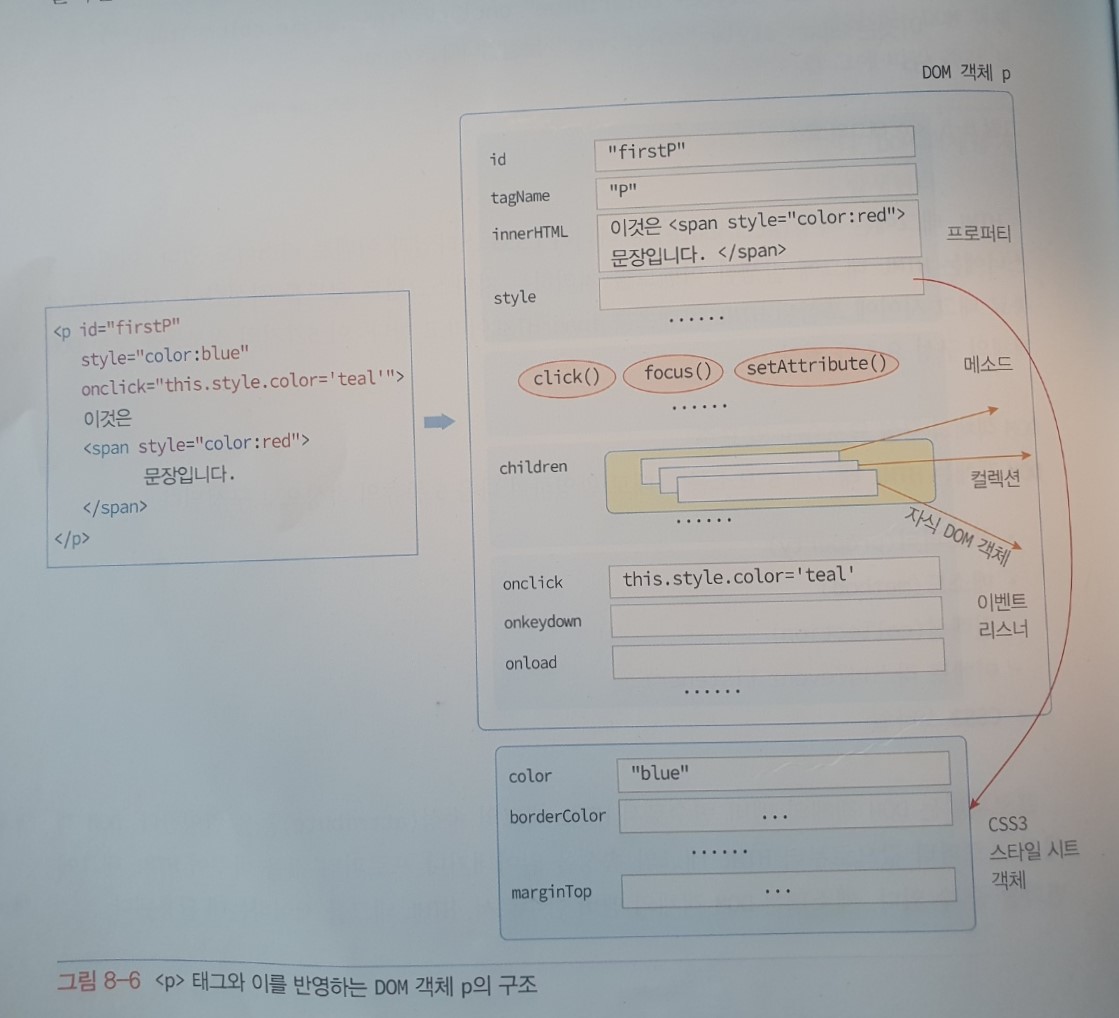 DOM 객체 p
<p id="firstP"
style="color:blue"
onclick="this.style.color='teal'">
이것은
<span style="color:red">
문장입니다.
</span>
</p>
id "firstP"
tagName "P"
innerHTML 이것은 <span style="color:red">
문장입니다. </span>
프로퍼티
style
......
click() focus() setAttribute()
메소드
......
children
컬렉션
......
자식 DOM 객체
onclick this.style.color='teal'
onkeydown
이벤트
리스너
onload
......
color "blue"
borderColor ...
......
marginTop ...
CSS3
스타일 시트
객체
그림 8-6 <p> 태그와 이를 반영하는 DOM 객체 p의 구조